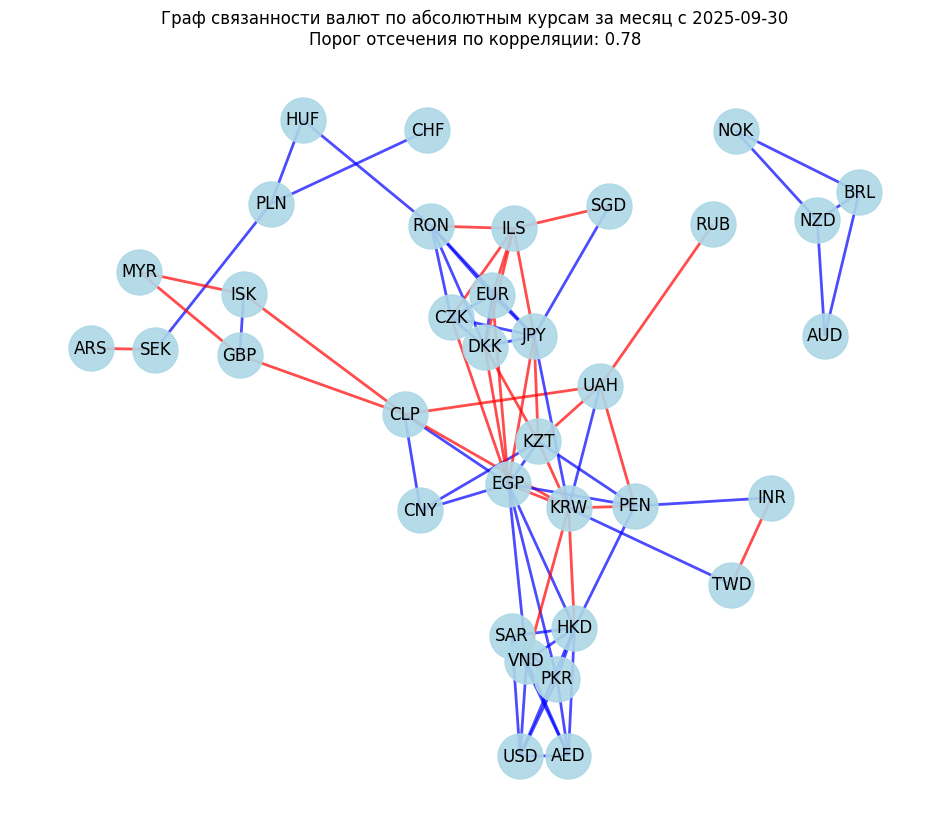 Граф связанности валют по абсолютным курсам за месяц с 2025-09-30
Порог отсечения по корреляции: 0.78
HUF
CHF
NOK
PLN
BRL
SGD
NZD
RON
ILS
RUB
MYR
ISK
EUR
CZK
JPY
AUD
ARS
SEK
GBP
DKK
UAH
CLP
KZT
EGP
CNY
KRW
PEN
INR
TWD
SAR
HKD
VND
PKR
USD
AED